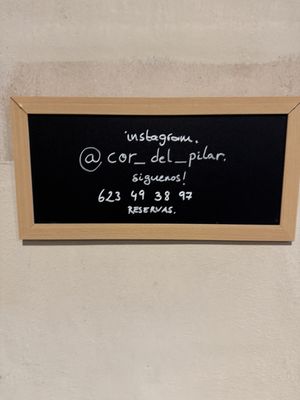 instagram.
@cor_del_pilar.
siguenos!
623 49 38 97
RESERVAS.